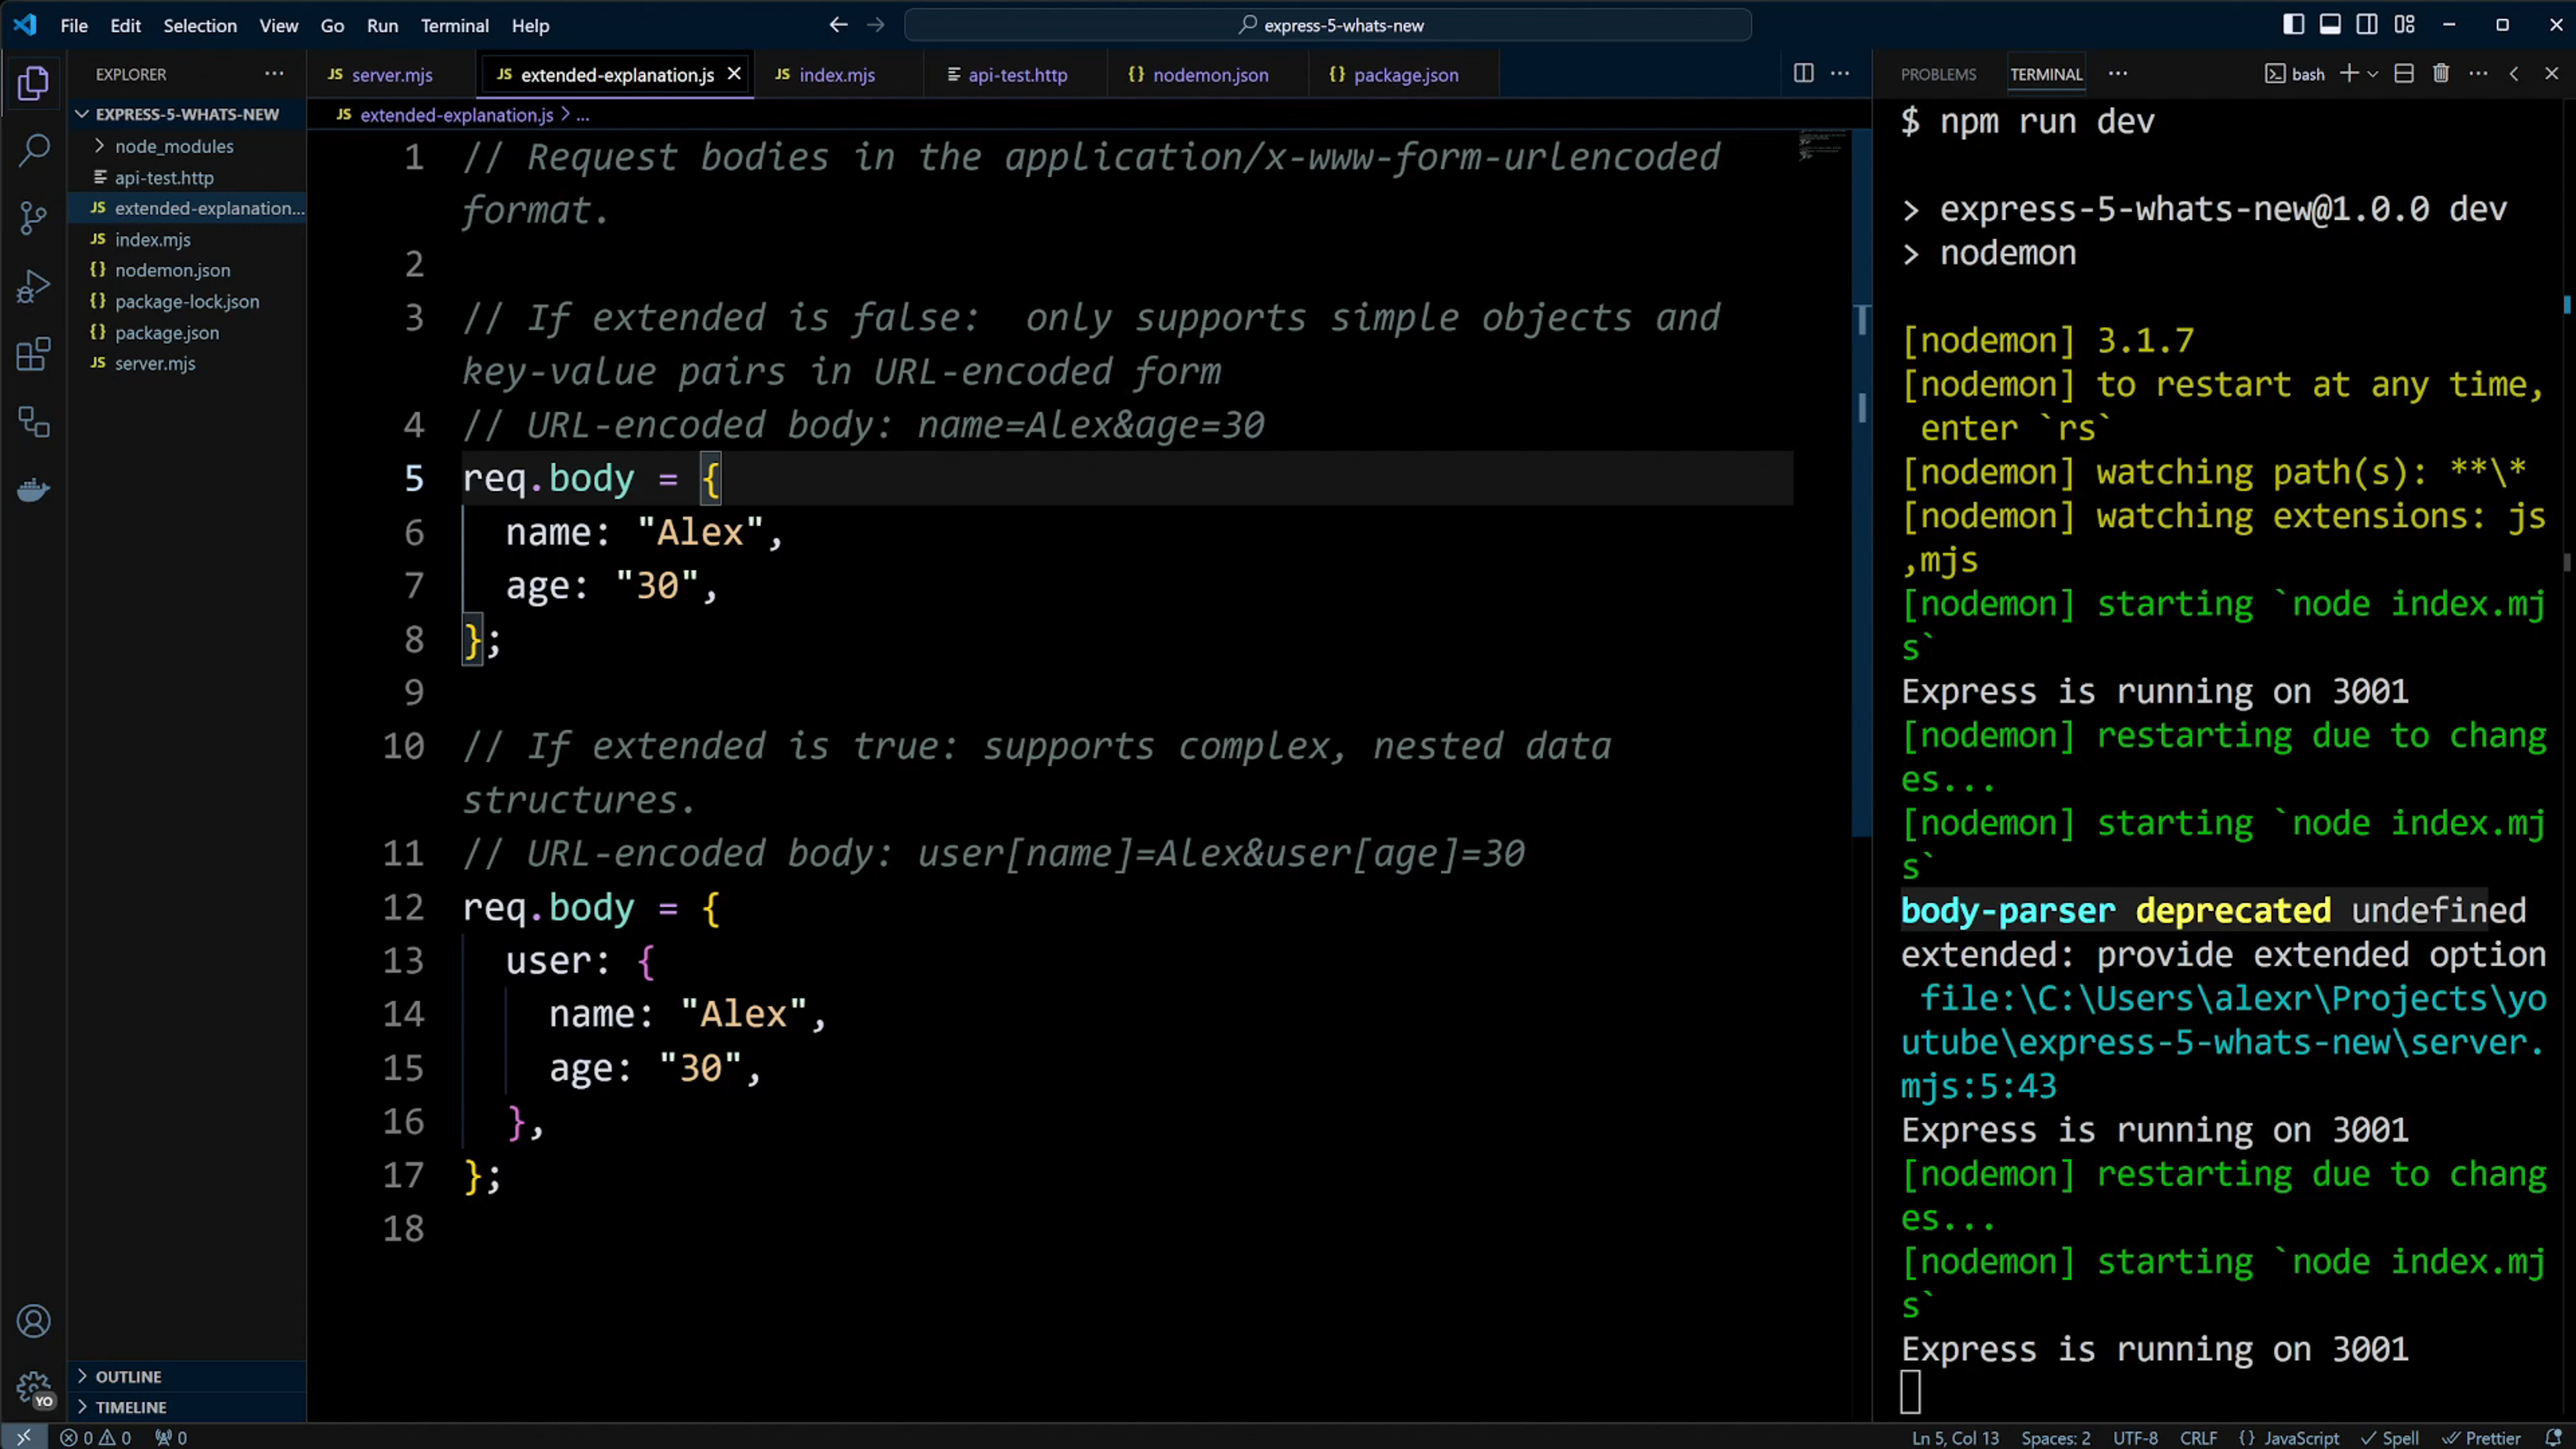 File Edit Selection View Go Run Terminal Help
express-5-whats-new
EXPLORER
EXPRESS-5-WHATS-NEW
node_modules
api-test.http
JS extended-explanation...
JS index.mjs
{} nodemon.json
{} package-lock.json
{} package.json
JS server.mjs
OUTLINE
TIMELINE
YO
JS server.mjs
JS extended-explanation.js
JS index.mjs
api-test.http
{} nodemon.json
{} package.json
JS extended-explanation.js > ...
1 // Request bodies in the application/x-www-form-urlencoded
format.
2
3 // If extended is false:  only supports simple objects and
key-value pairs in URL-encoded form
4 // URL-encoded body: name=Alex&age=30
5 req.body = {
6   name: "Alex",
7   age: "30",
8 };
9
10 // If extended is true: supports complex, nested data
structures.
11 // URL-encoded body: user[name]=Alex&user[age]=30
12 req.body = {
13   user: {
14     name: "Alex",
15     age: "30",
16   },
17 };
18
PROBLEMS TERMINAL
bash
$ npm run dev
> express-5-whats-new@1.0.0 dev
> nodemon
[nodemon] 3.1.7
[nodemon] to restart at any time,
enter `rs`
[nodemon] watching path(s): **\*
[nodemon] watching extensions: js
,mjs
[nodemon] starting `node index.mj
s`
Express is running on 3001
[nodemon] restarting due to chang
es...
[nodemon] starting `node index.mj
s`
body-parser deprecated undefined
extended: provide extended option
file:\C:\Users\alexr\Projects\yo
utube\express-5-whats-new\server.
mjs:5:43
Express is running on 3001
[nodemon] restarting due to chang
es...
[nodemon] starting `node index.mj
s`
Express is running on 3001
0 0 0
Ln 5, Col 13 Spaces: 2 UTF-8 CRLF {} JavaScript Spell Prettier